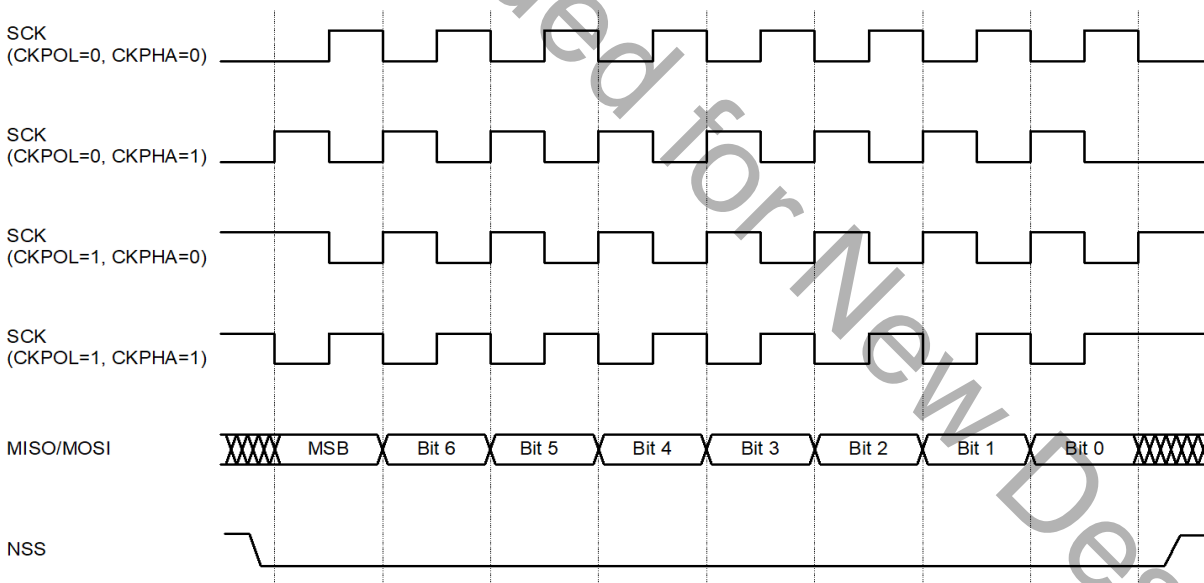 SCK
(CKPOL=0, CKPHA=0)
SCK
(CKPOL=0, CKPHA=1)
SCK
(CKPOL=1, CKPHA=0)
SCK
(CKPOL=1, CKPHA=1)
MISO/MOSI
MSB Bit 6 Bit 5 Bit 4 Bit 3 Bit 2 Bit 1 Bit 0
NSS
ded for New De